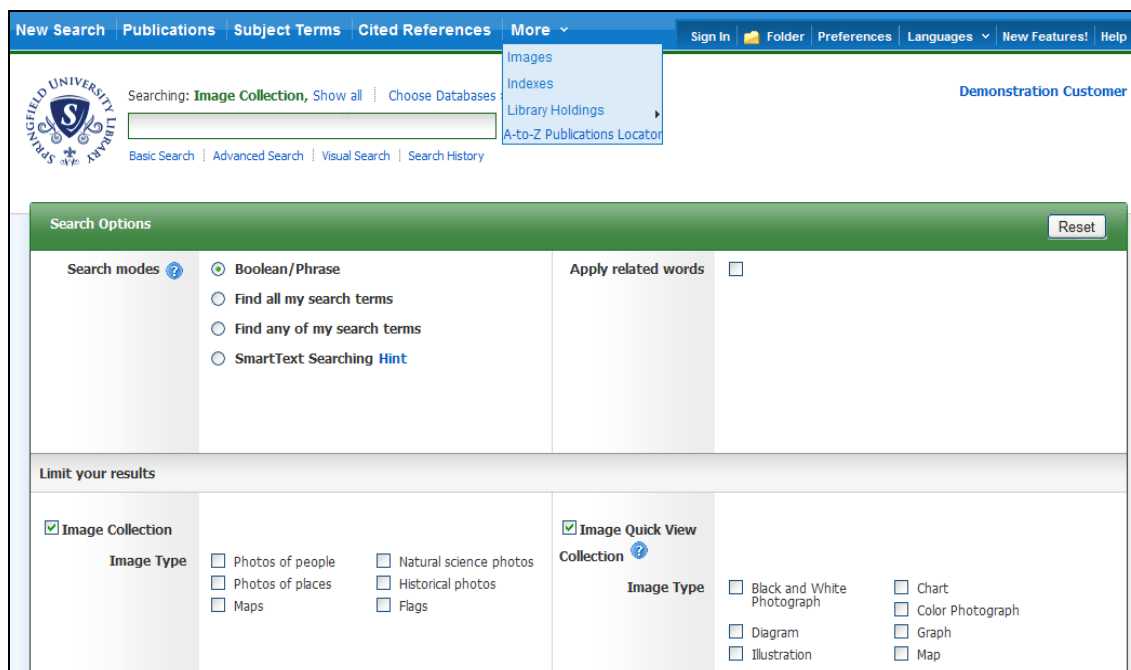 New Search Publications Subject Terms Cited References More Sign In Folder Preferences Languages New Features! Help
Images
Indexes
Library Holdings
A-to-Z Publications Locator
SPRINGFIELD UNIVERSITY LIBRARY
S
Searching: Image Collection, Show all Choose Databases
Demonstration Customer
Basic Search Advanced Search Visual Search Search History
Search Options Reset
Search modes ? Boolean/Phrase Apply related words
Find all my search terms
Find any of my search terms
SmartText Searching Hint
Limit your results
Image Collection Image Quick View
Collection ?
Image Type Photos of people Natural science photos
Photos of places Historical photos
Maps Flags
Image Type Black and White Chart
Photograph Color Photograph
Diagram Graph
Illustration Map